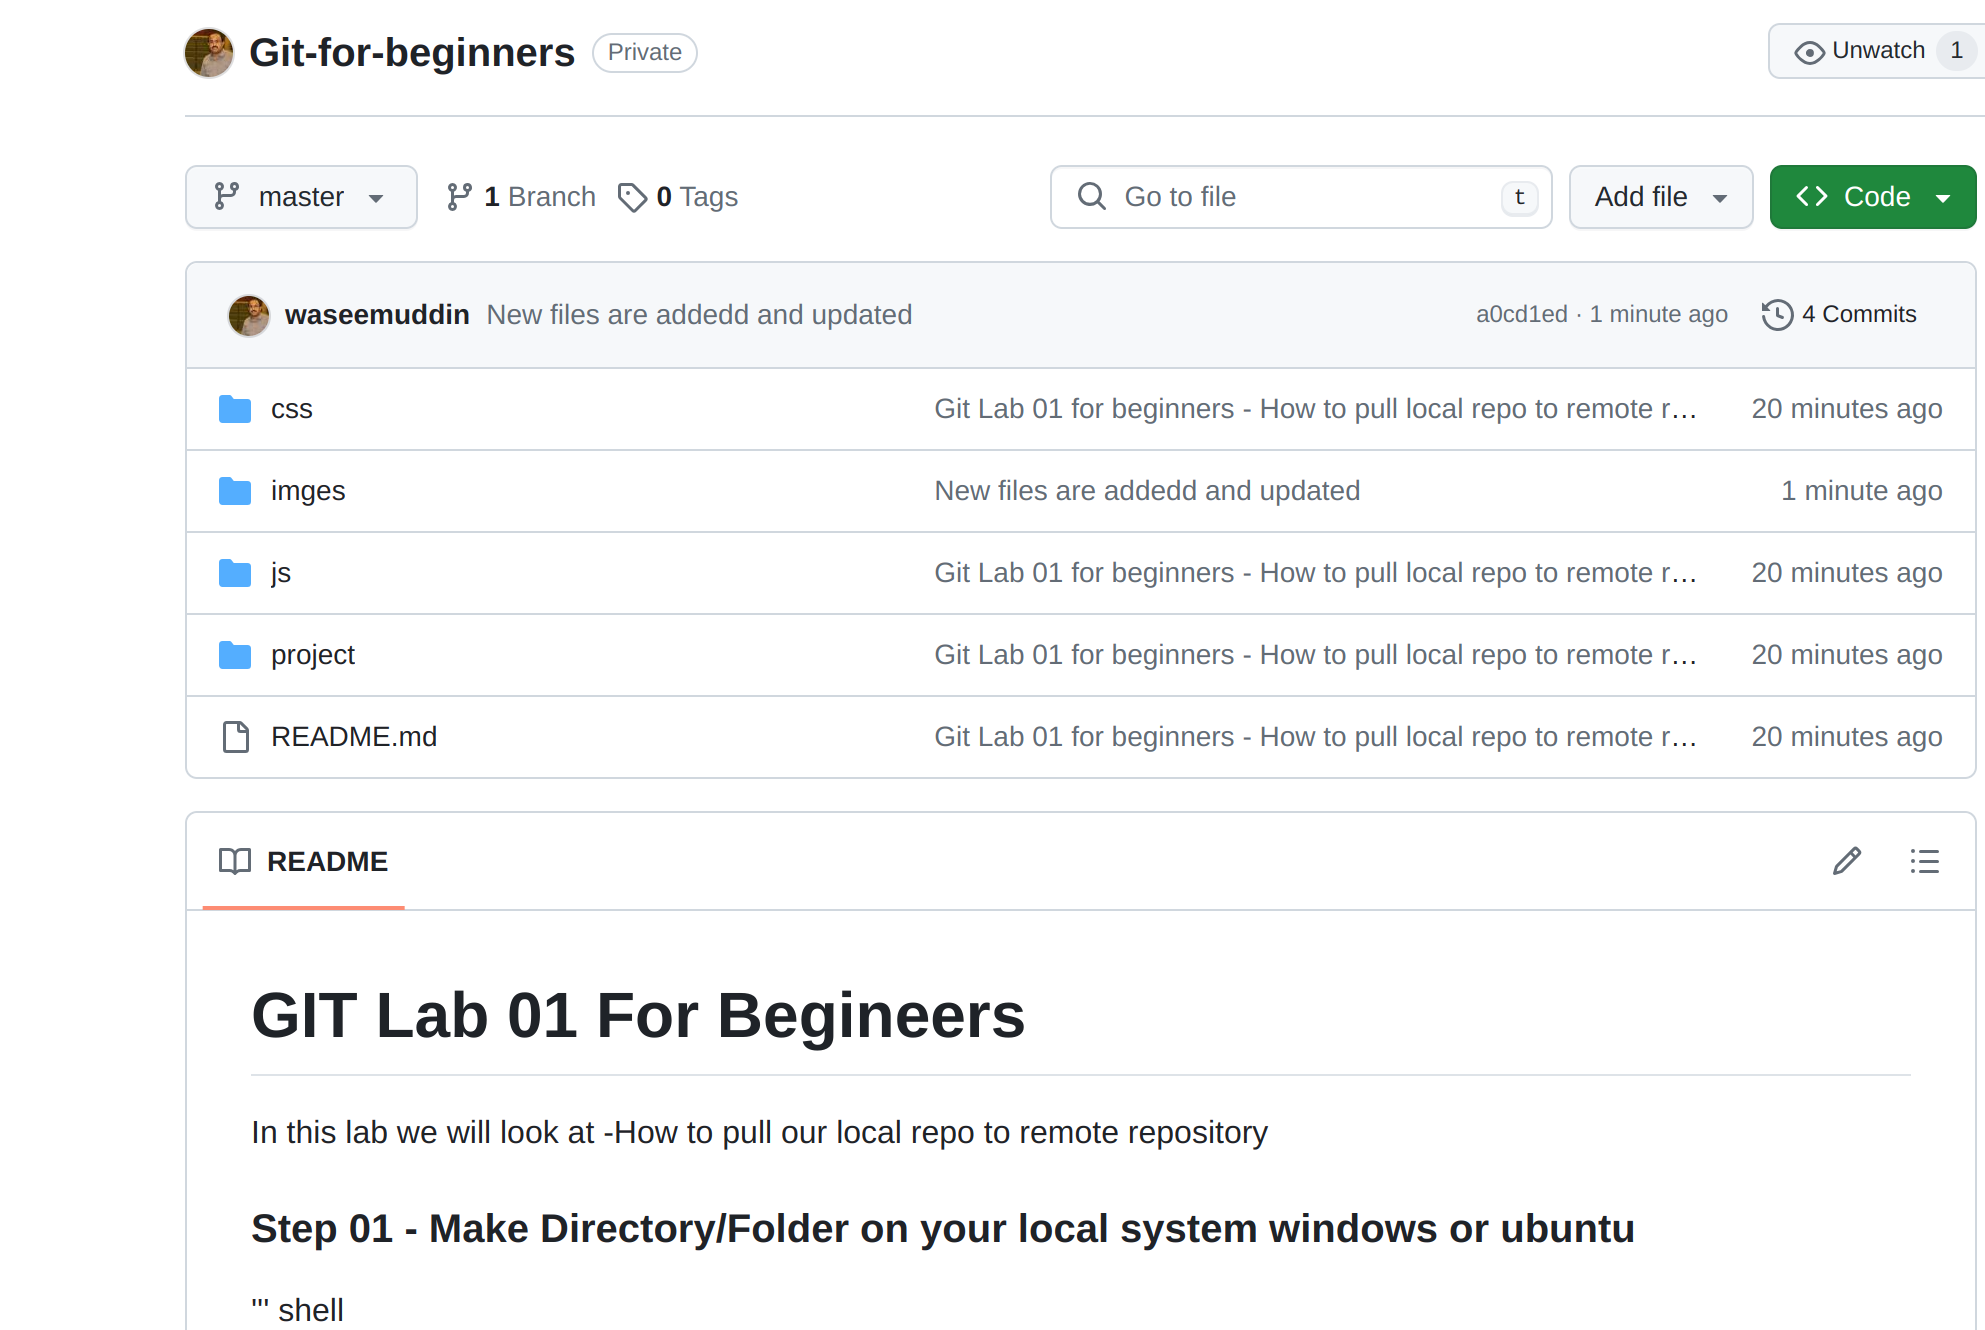 Git-for-beginners Private Unwatch 1
master 1 Branch 0 Tags Go to file t Add file Code
waseemuddin New files are addedd and updated a0cd1ed · 1 minute ago 4 Commits
css Git Lab 01 for beginners - How to pull local repo to remote r... 20 minutes ago
imges New files are addedd and updated 1 minute ago
js Git Lab 01 for beginners - How to pull local repo to remote r... 20 minutes ago
project Git Lab 01 for beginners - How to pull local repo to remote r... 20 minutes ago
README.md Git Lab 01 for beginners - How to pull local repo to remote r... 20 minutes ago
README
GIT Lab 01 For Begineers
In this lab we will look at -How to pull our local repo to remote repository
Step 01 - Make Directory/Folder on your local system windows or ubuntu
''' shell